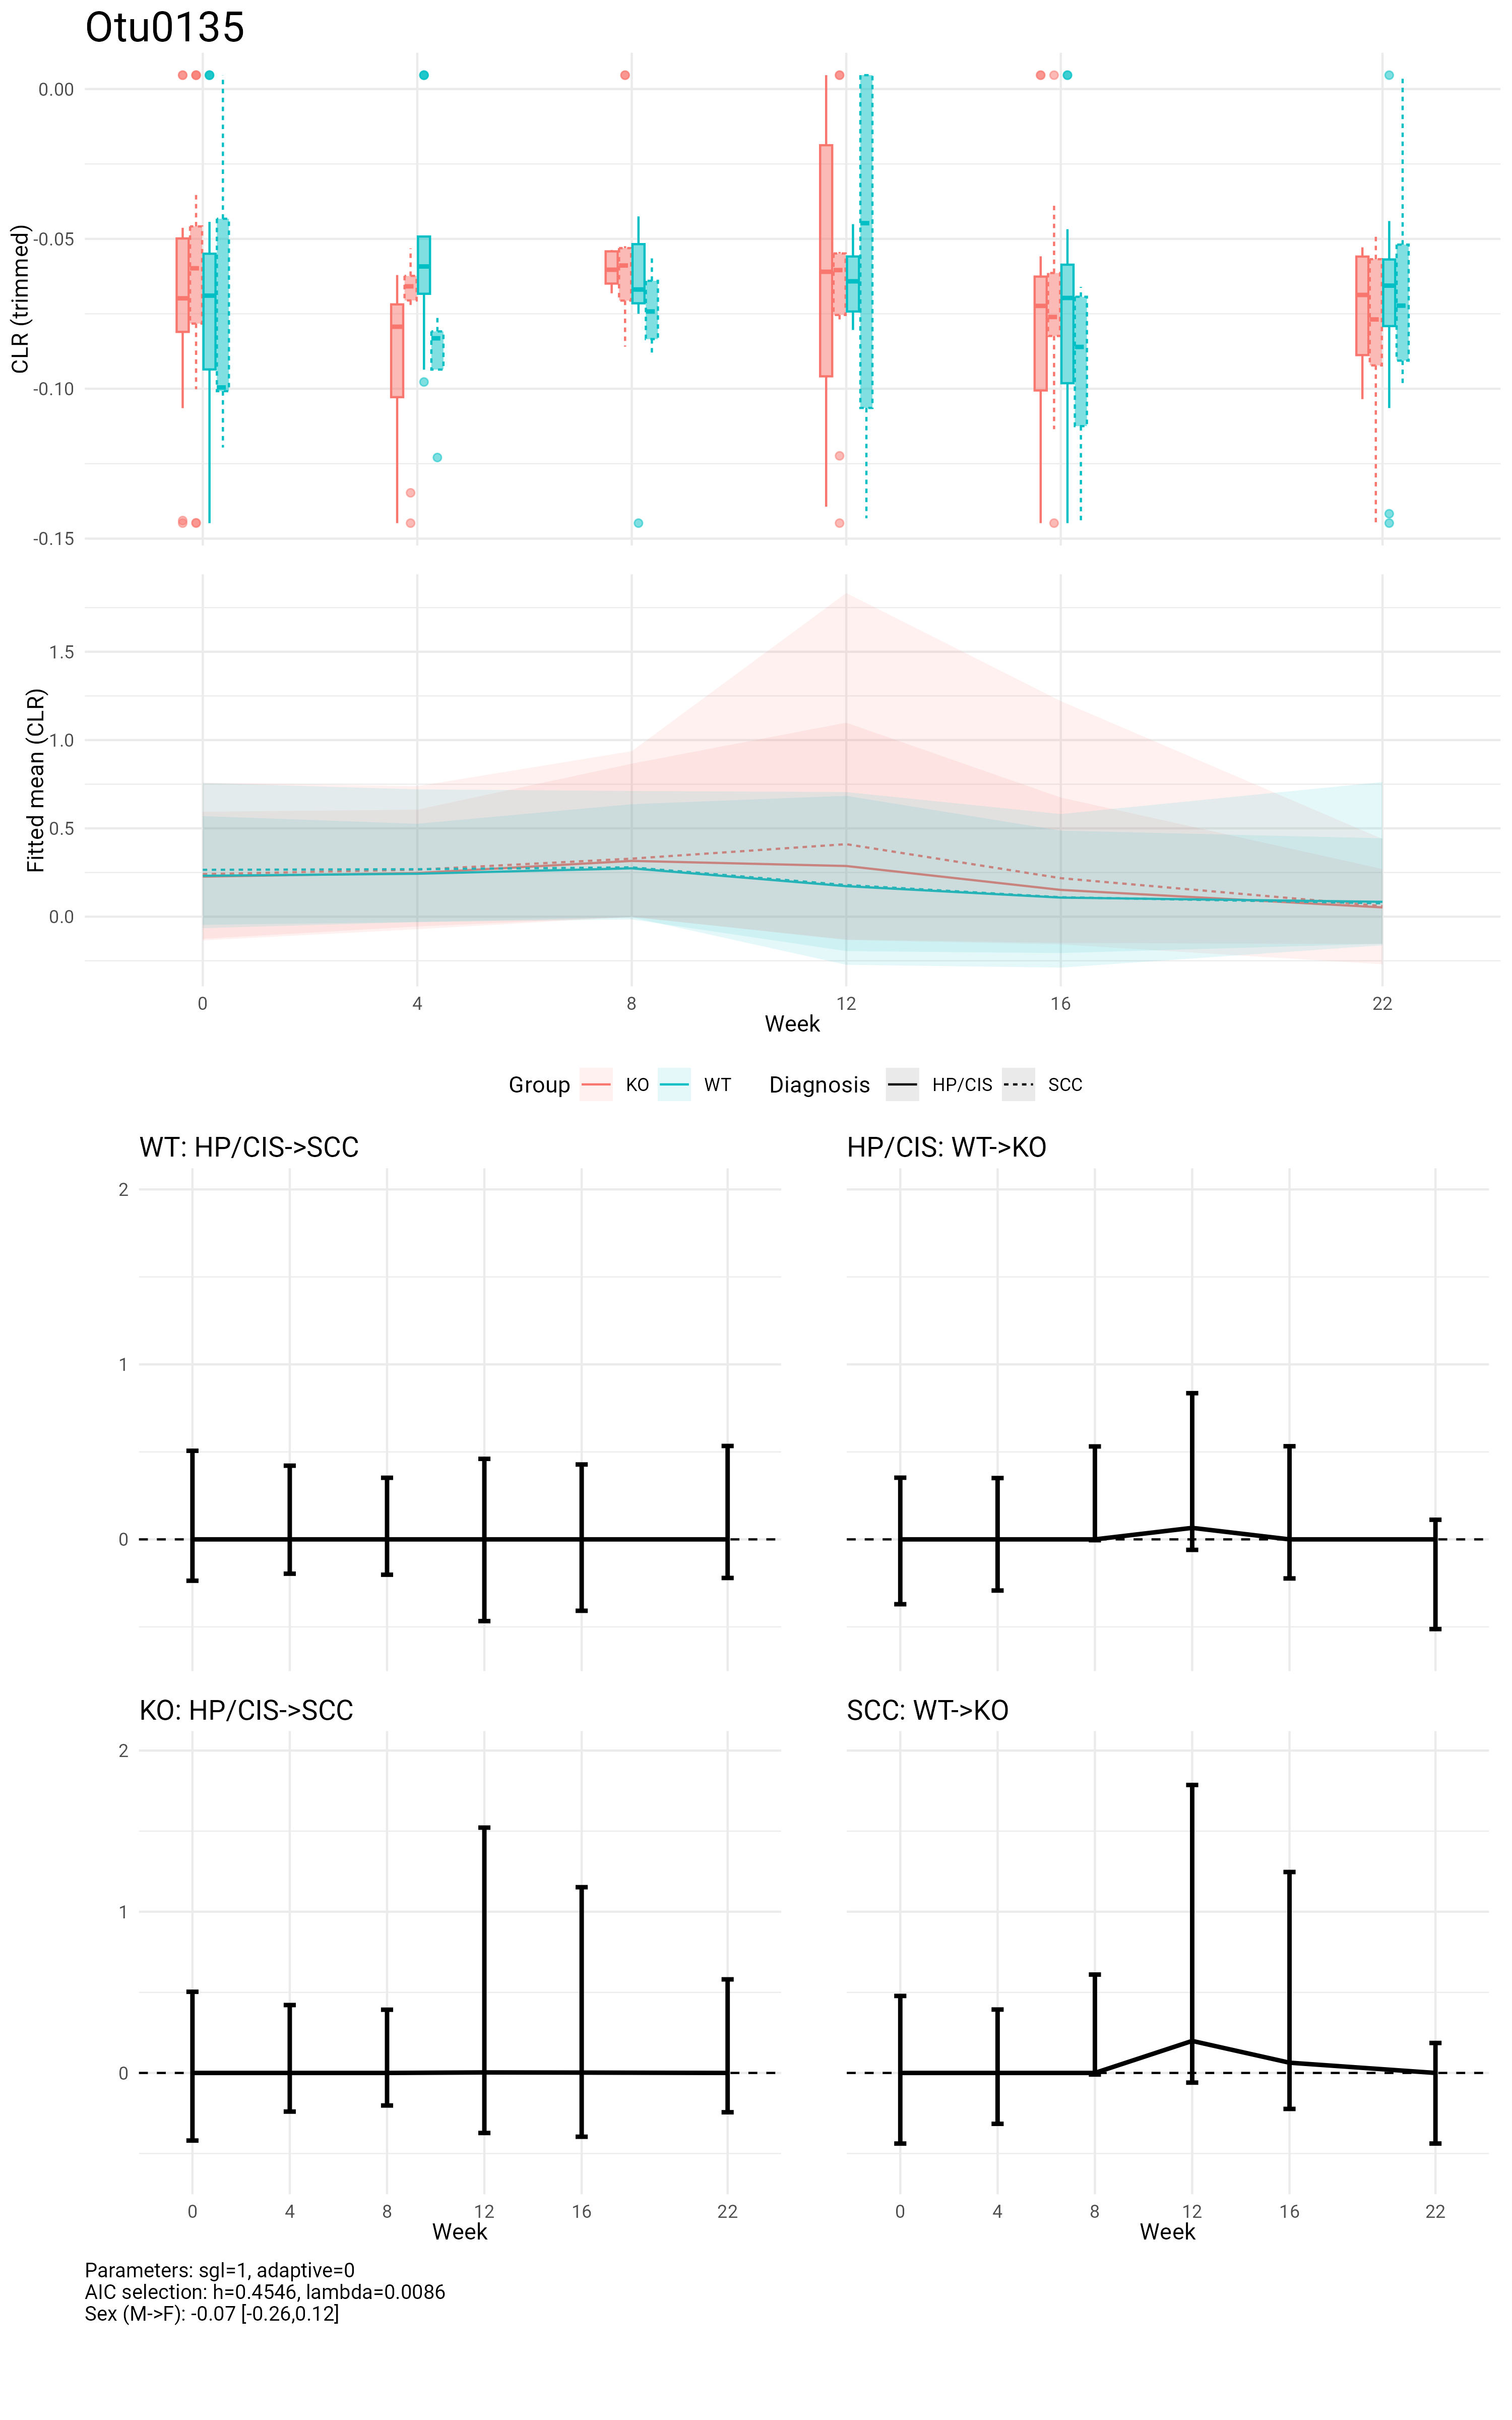 Otu0135
CLR (trimmed)
0.00
-0.05
-0.10
-0.15
Fitted mean (CLR)
1.5
1.0
0.5
0.0
0 4 8 12 16 22
Week
Group KO WT Diagnosis HP/CIS SCC
WT: HP/CIS->SCC
HP/CIS: WT->KO
2
1
0
KO: HP/CIS->SCC
SCC: WT->KO
2
1
0
0 4 8 12 16 22
0 4 8 12 16 22
Week
Week
Parameters: sgl=1, adaptive=0
AIC selection: h=0.4546, lambda=0.0086
Sex (M->F): -0.07 [-0.26,0.12]